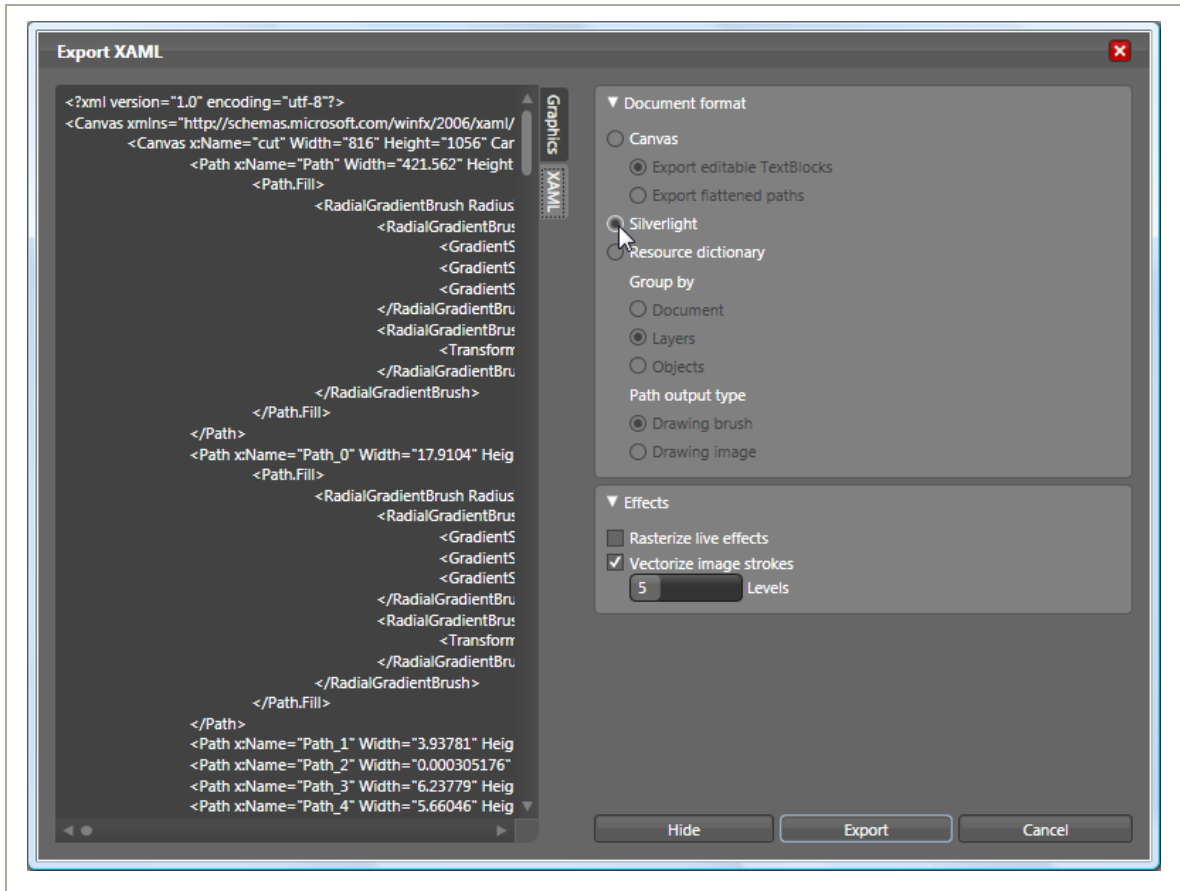 Export XAML
<?xml version="1.0" encoding="utf-8"?>
<Canvas xmlns="http://schemas.microsoft.com/winfx/2006/xaml/
<Canvas x:Name="cut" Width="816" Height="1056" Car
<Path x:Name="Path" Width="421.562" Height
<Path.Fill>
<RadialGradientBrush Radius
<RadialGradientBrus
<GradientS
<GradientS
<GradientS
</RadialGradientBru
<RadialGradientBrus
<Transform
</RadialGradientBru
</RadialGradientBrush>
</Path.Fill>
</Path>
<Path x:Name="Path_0" Width="17.9104" Heig
<Path.Fill>
<RadialGradientBrush Radius
<RadialGradientBrus
<GradientS
<GradientS
<GradientS
</RadialGradientBru
<RadialGradientBrus
<Transform
</RadialGradientBru
</RadialGradientBrush>
</Path.Fill>
</Path>
<Path x:Name="Path_1" Width="3.93781" Heig
<Path x:Name="Path_2" Width="0.000305176"
<Path x:Name="Path_3" Width="6.23779" Heig
<Path x:Name="Path_4" Width="5.66046" Heig
Graphics
XAML
Document format
Canvas
Export editable TextBlocks
Export flattened paths
Silverlight
Resource dictionary
Group by
Document
Layers
Objects
Path output type
Drawing brush
Drawing image
Effects
Rasterize live effects
Vectorize image strokes
5 Levels
Hide
Export
Cancel